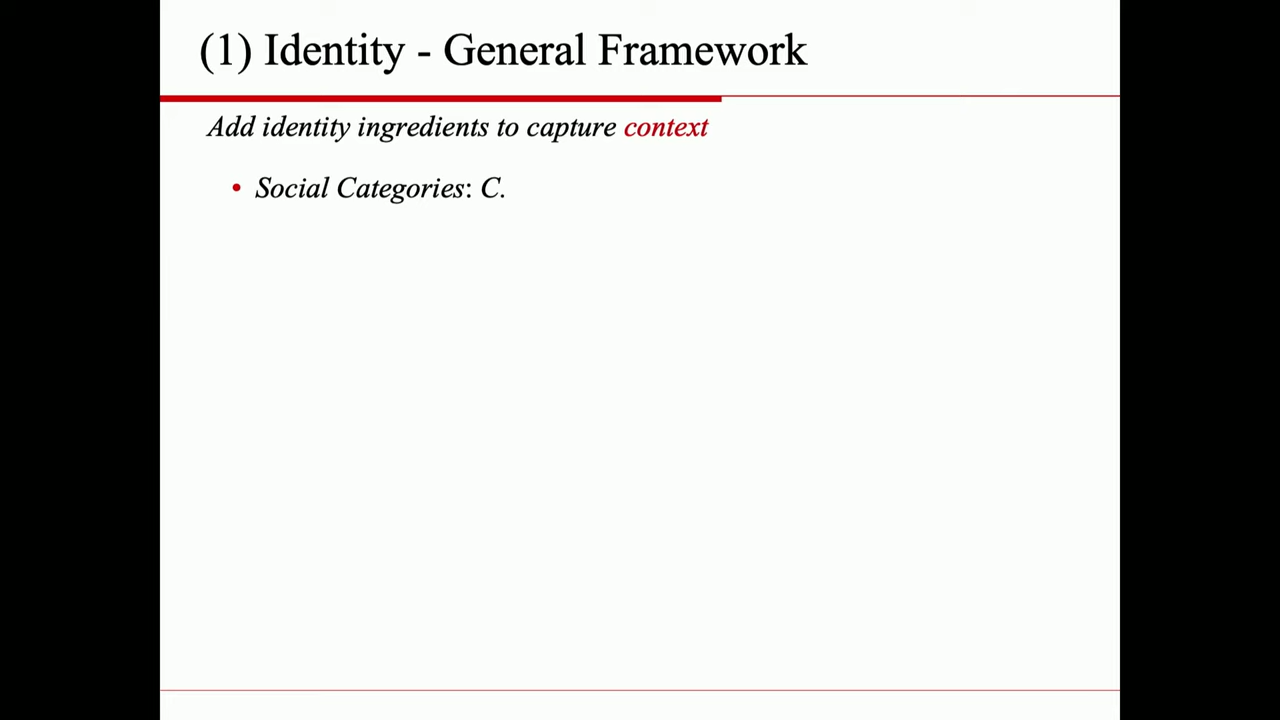 (1) Identity - General Framework
Add identity ingredients to capture context
• Social Categories: C.